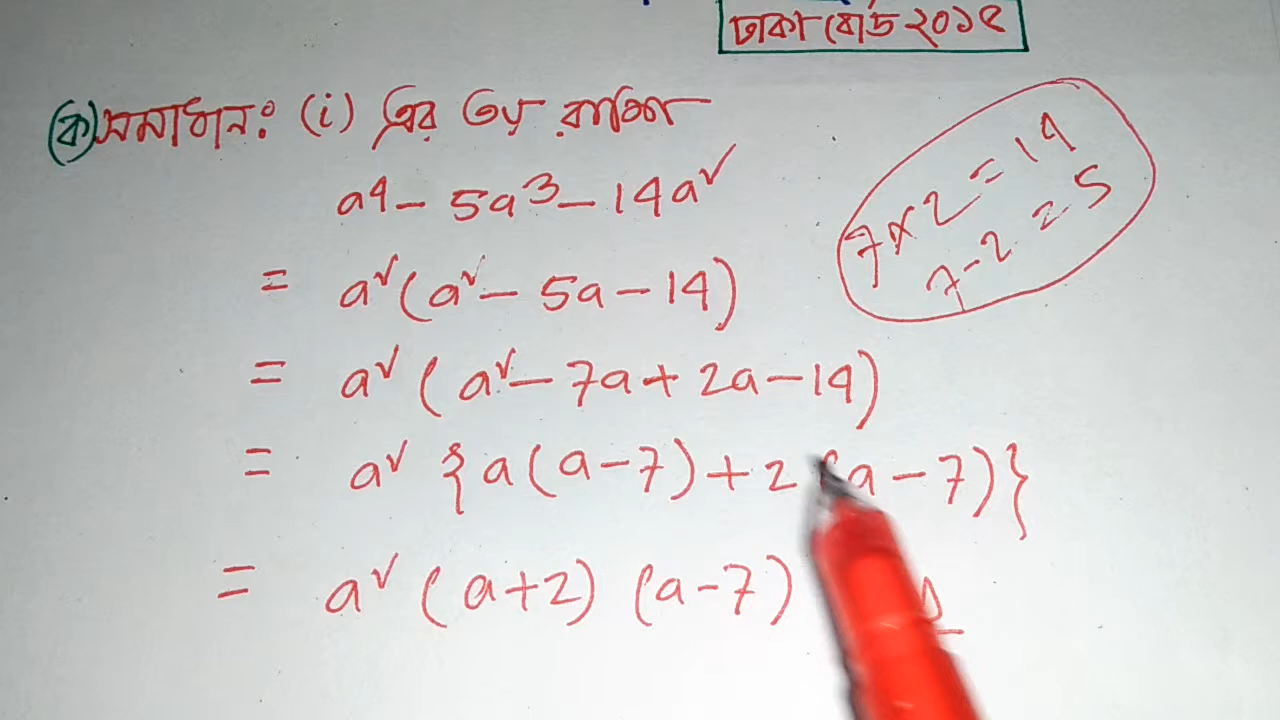 ঢাকা বোর্ড ২০১৫
(ক) সমাধান: (i) এর ৩য় রাশি
a⁴ - 5a³ - 14a²
= a² (a² - 5a - 14)
= a² (a² - 7a + 2a - 14)
= a² {a(a - 7) + 2(a - 7)}
= a² (a+2) (a-7)
7 × 2 = 14
7 - 2 = 5